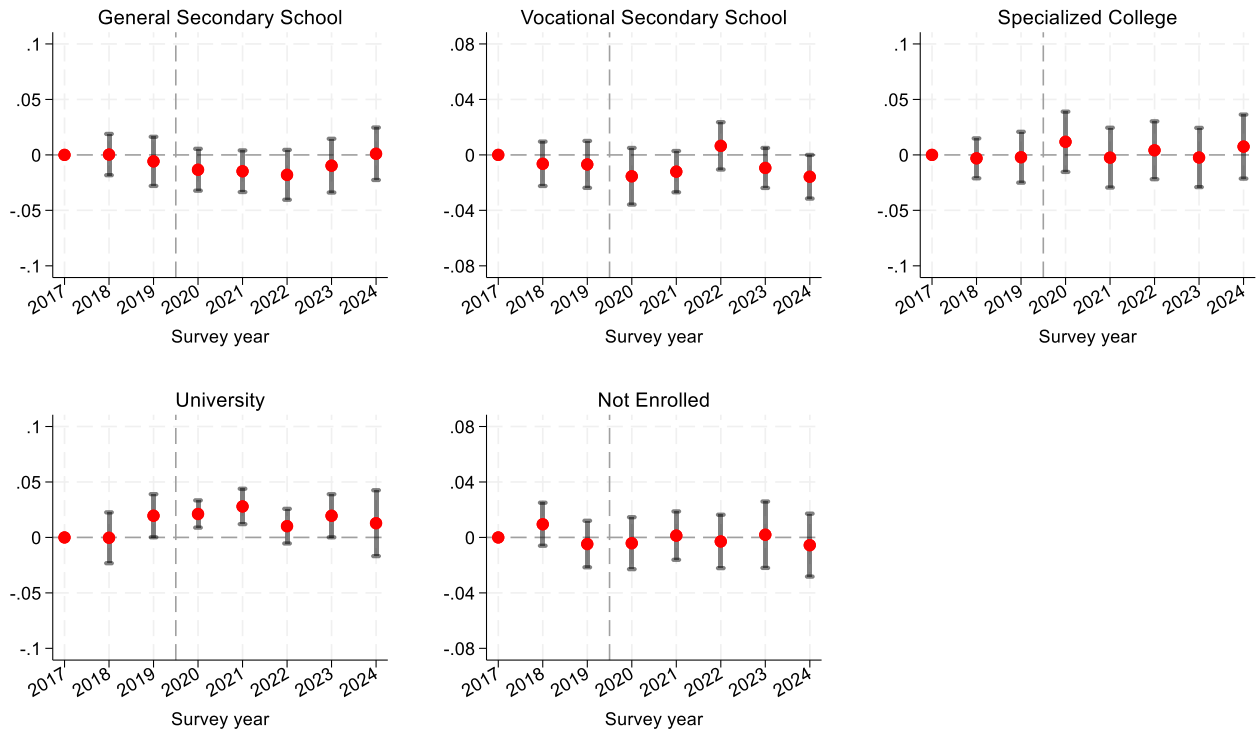 General Secondary School
.1
.05
0
-.05
-.1
2017 2018 2019 2020 2021 2022 2023 2024
Survey year
Vocational Secondary School
.08
.04
0
-.04
-.08
2017 2018 2019 2020 2021 2022 2023 2024
Survey year
Specialized College
.1
.05
0
-.05
-.1
2017 2018 2019 2020 2021 2022 2023 2024
Survey year
University
.1
.05
0
-.05
-.1
2017 2018 2019 2020 2021 2022 2023 2024
Survey year
Not Enrolled
.08
.04
0
-.04
-.08
2017 2018 2019 2020 2021 2022 2023 2024
Survey year